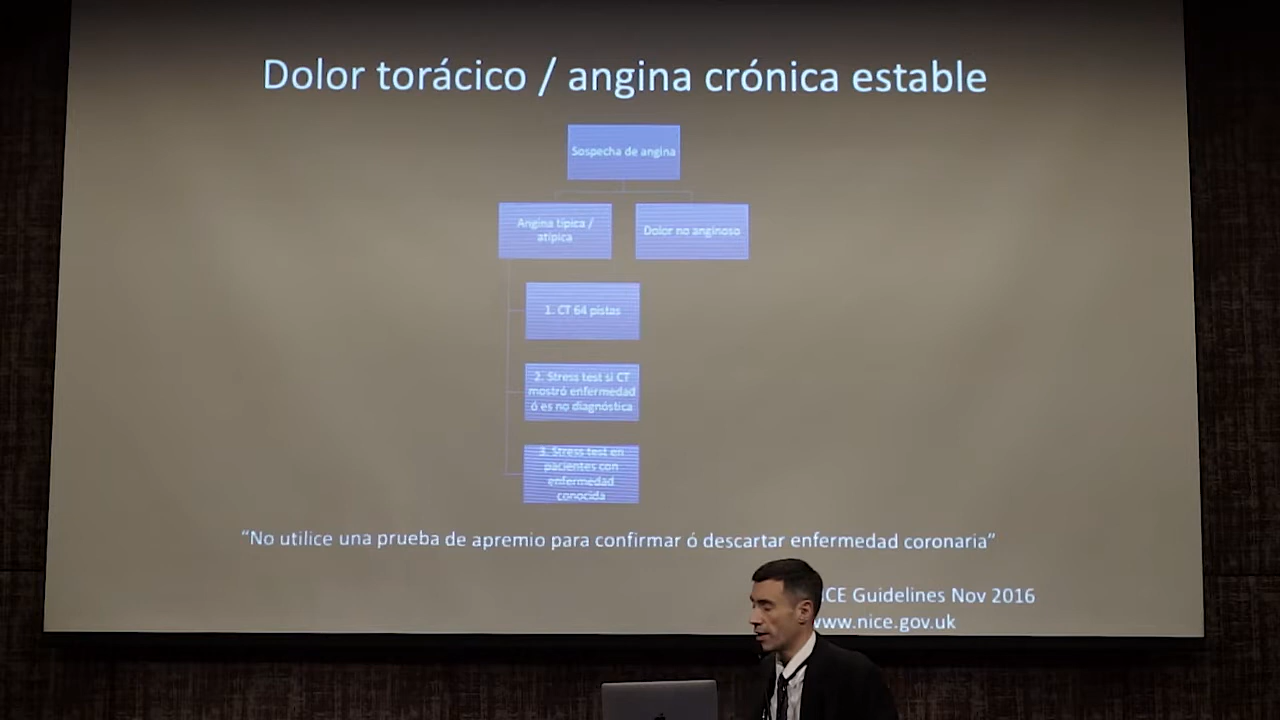 Dolor torácico / angina crónica estable
Sospecha de angina
Angina típica /
atípica
Dolor no anginoso
1. CT 64 pistas
2. Stress test si CT
mostró enfermedad
ó es no diagnóstica
3. Stress test en
pacientes con
enfermedad
conocida
“No utilice una prueba de apremio para confirmar ó descartar enfermedad coronaria”
ICE Guidelines Nov 2016
www.nice.gov.uk